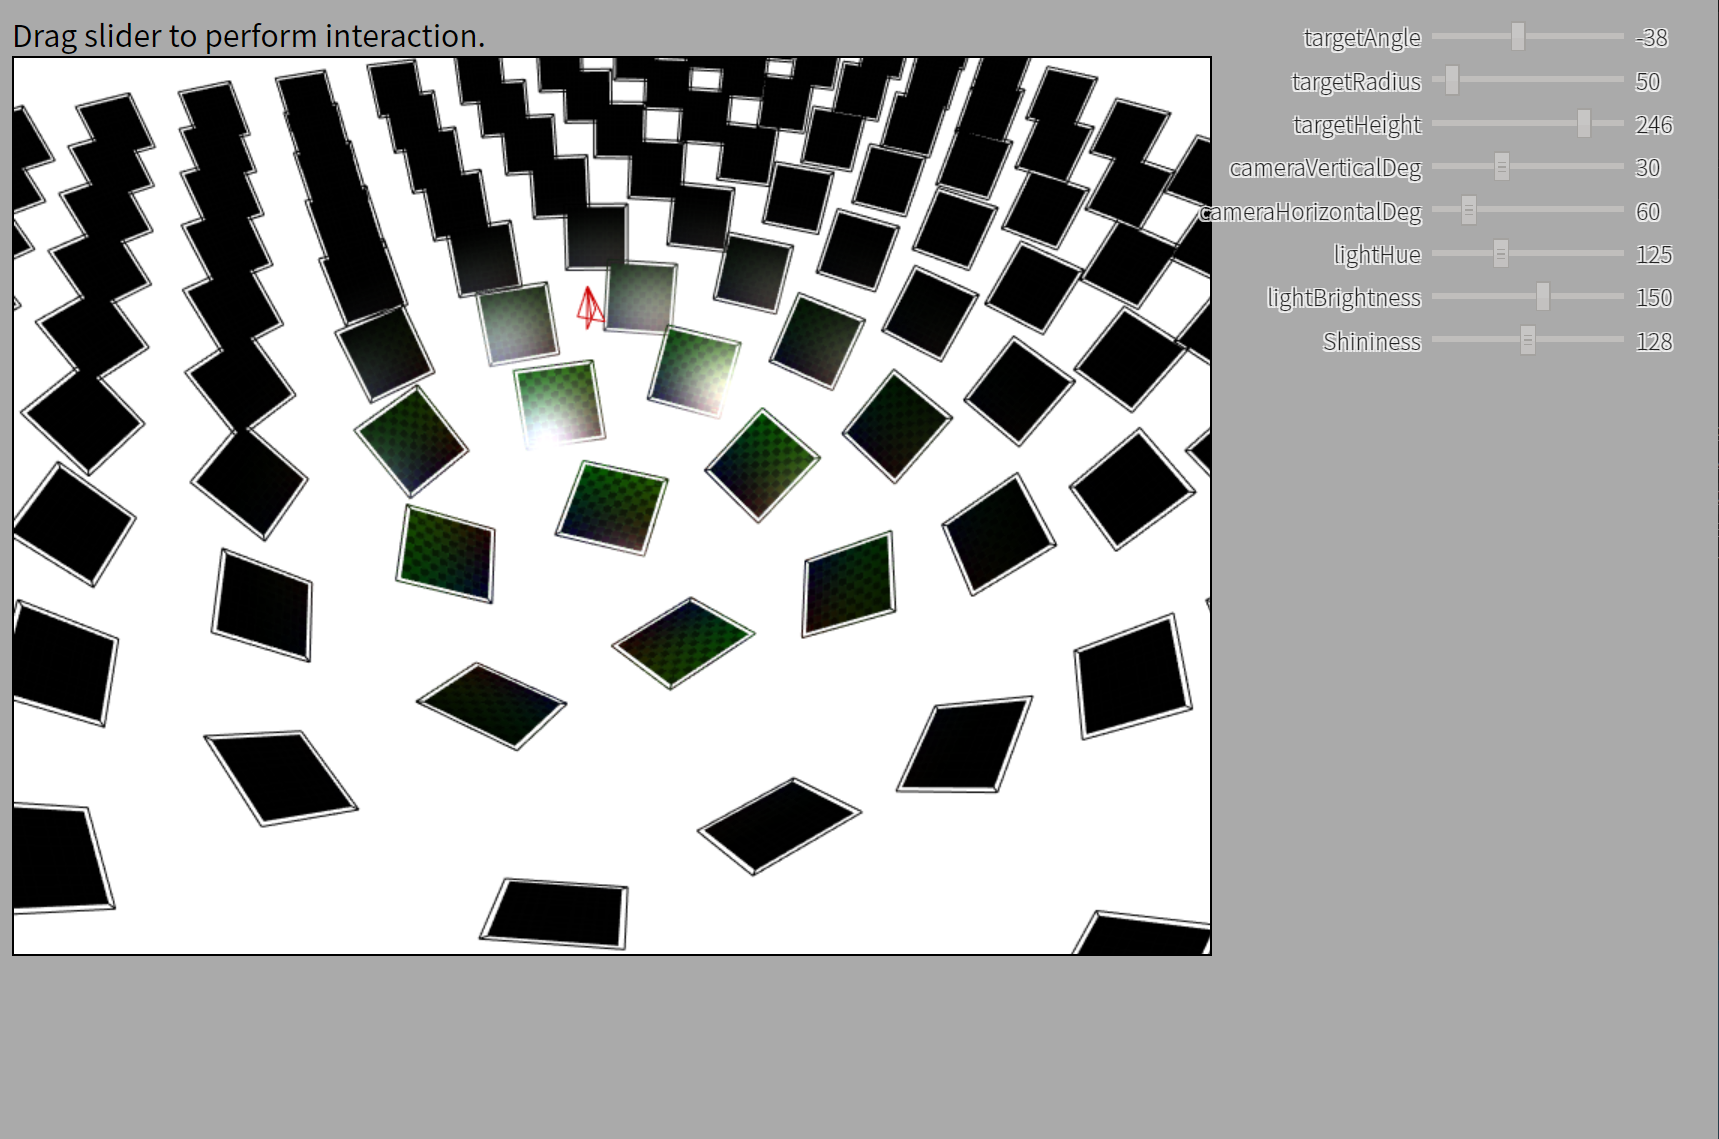 Drag slider to perform interaction.
targetAngle -38
targetRadius 50
targetHeight 246
cameraVerticalDeg 30
cameraHorizontalDeg 60
lightHue 125
lightBrightness 150
Shininess 128